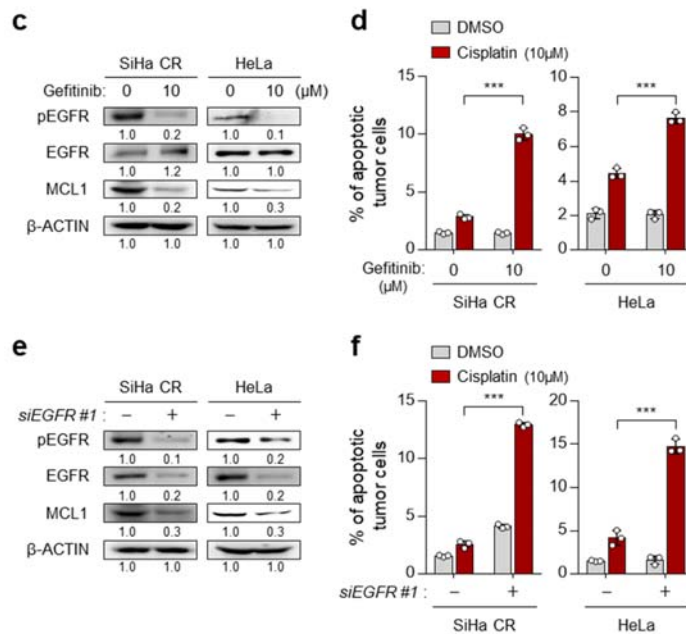 c
SiHa CR HeLa
Gefitinib: 0 10 0 10 (µM)
pEGFR
1.0 0.2 1.0 0.1
EGFR
1.0 1.2 1.0 1.0
MCL1
1.0 0.2 1.0 0.3
β-ACTIN
1.0 1.0 1.0 1.0
d
DMSO
Cisplatin (10µM)
% of apoptotic
tumor cells
15
10
5
0
***
10
8
6
4
2
0
***
Gefitinib: 0 10 0 10
(µM)
SiHa CR HeLa
e
SiHa CR HeLa
siEGFR #1 : – + – +
pEGFR
1.0 0.1 1.0 0.2
EGFR
1.0 0.2 1.0 0.2
MCL1
1.0 0.3 1.0 0.3
β-ACTIN
1.0 1.0 1.0 1.0
f
DMSO
Cisplatin (10µM)
% of apoptotic
tumor cells
15
10
5
0
***
20
15
10
5
0
***
siEGFR #1 : – + – +
SiHa CR HeLa